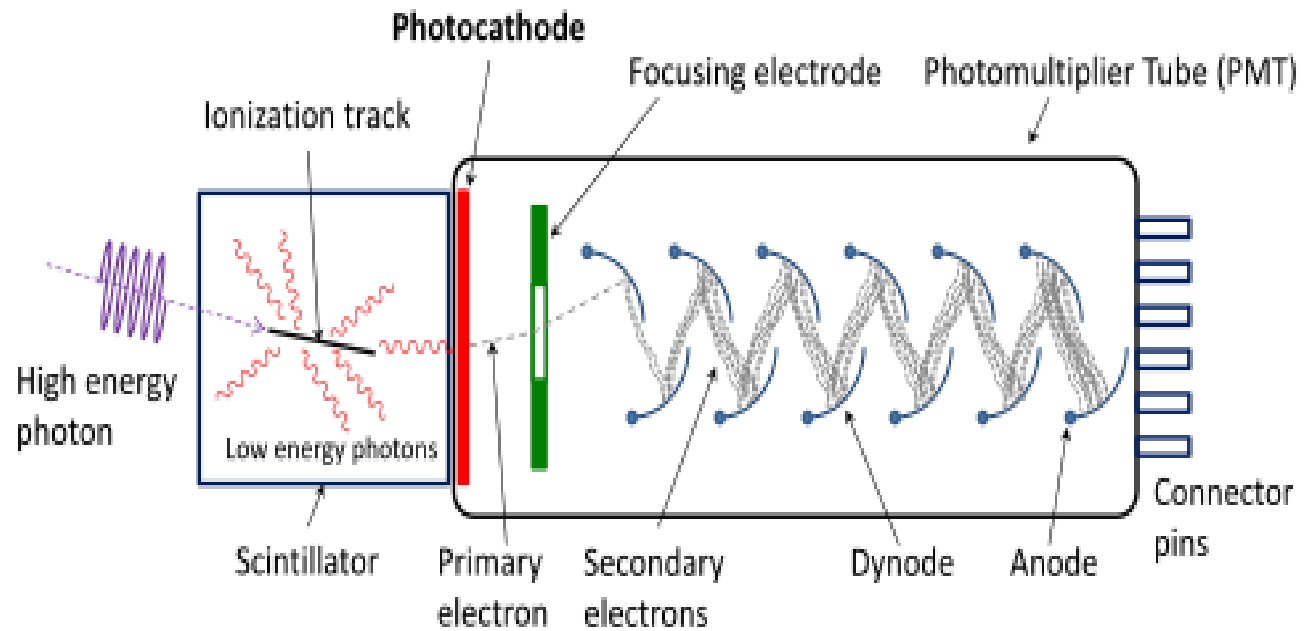 Photocathode
Focusing electrode
Photomultiplier Tube (PMT)
Ionization track
High energy
photon
Low energy photons
Scintillator
Primary
electron
Secondary
electrons
Dynode
Anode
Connector
pins